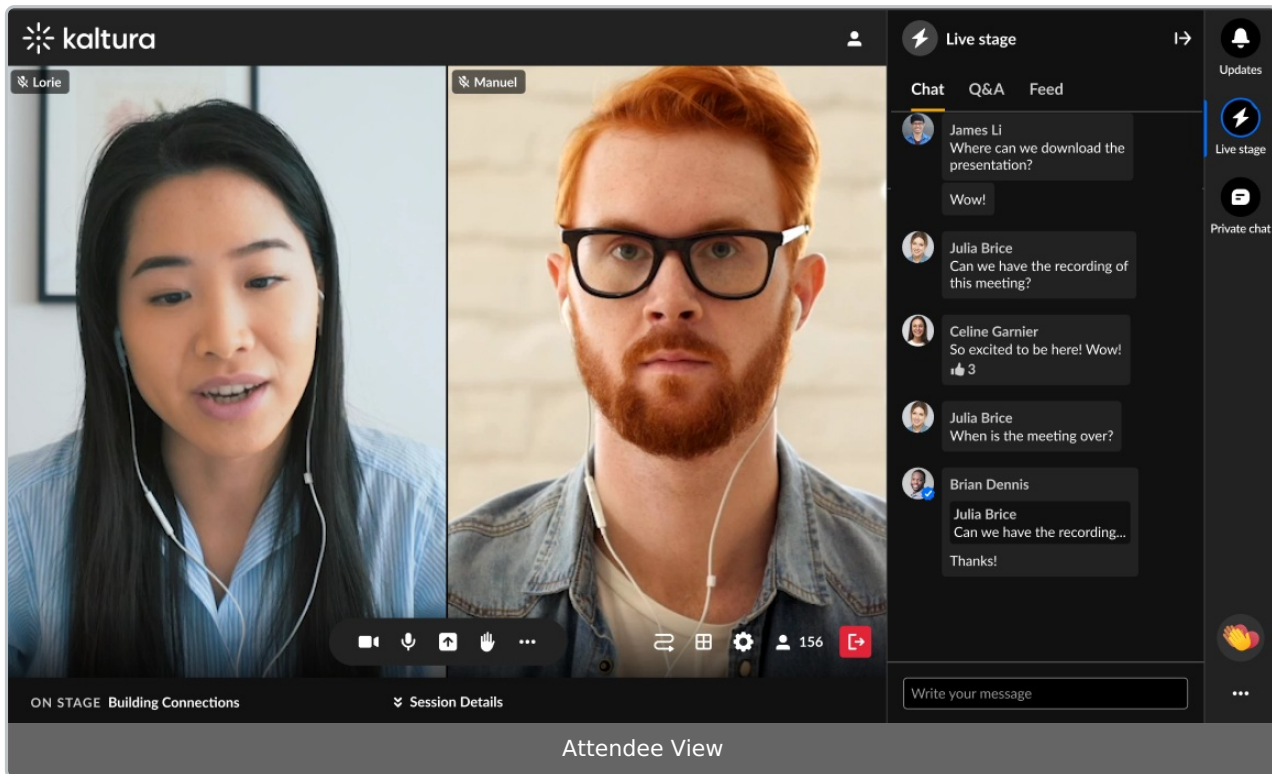 kaltura
Lorie
Manuel
156
ON STAGE Building Connections
Session Details
Live stage
Chat Q&A Feed
James Li
Where can we download the
presentation?
Wow!
Julia Brice
Can we have the recording of
this meeting?
Celine Garnier
So excited to be here! Wow!
3
Julia Brice
When is the meeting over?
Brian Dennis
Julia Brice
Can we have the recording...
Thanks!
Write your message
Updates
Live stage
Private chat
Attendee View